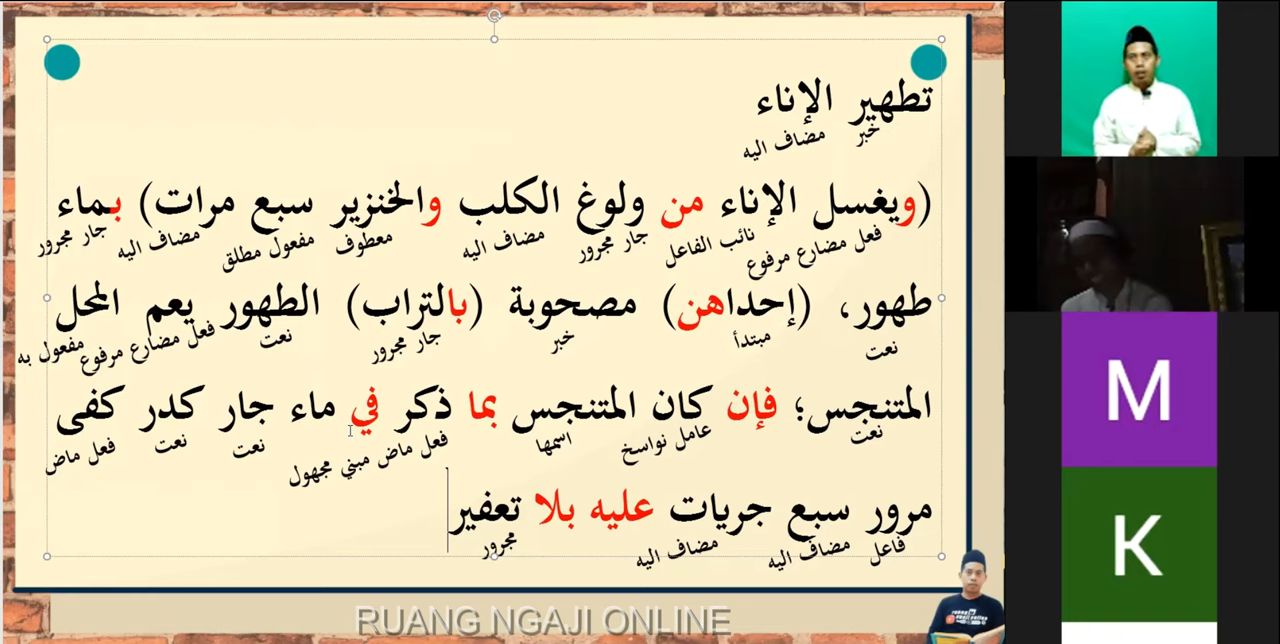 تطهير الإناء
خبر مضاف اليه
(ويغسل الإناء من ولوغ الكلب والخنزير سبع مرات) بماء
فعل مضارع مرفوع نائب الفاعل جار مجرور مضاف اليه معطوف مفعول مطلق مضاف اليه جار مجرور
طهور، (إحداهن) مصحوبة (بالتراب) الطهور يعم المحل
نعت مبتدأ خبر جار مجرور نعت فعل مضارع مرفوع مفعول به
المتنجس؛ فإن كان المتنجس بما ذكر في ماء جار كدر كفى
نعت عامل نواسخ اسمها فعل ماض مبني مجهول نعت نعت فعل ماض
مرور سبع جريات عليه بلا تعفير
فاعل مضاف اليه مضاف اليه مجرور
RUANG NGAJI ONLINE
M
K